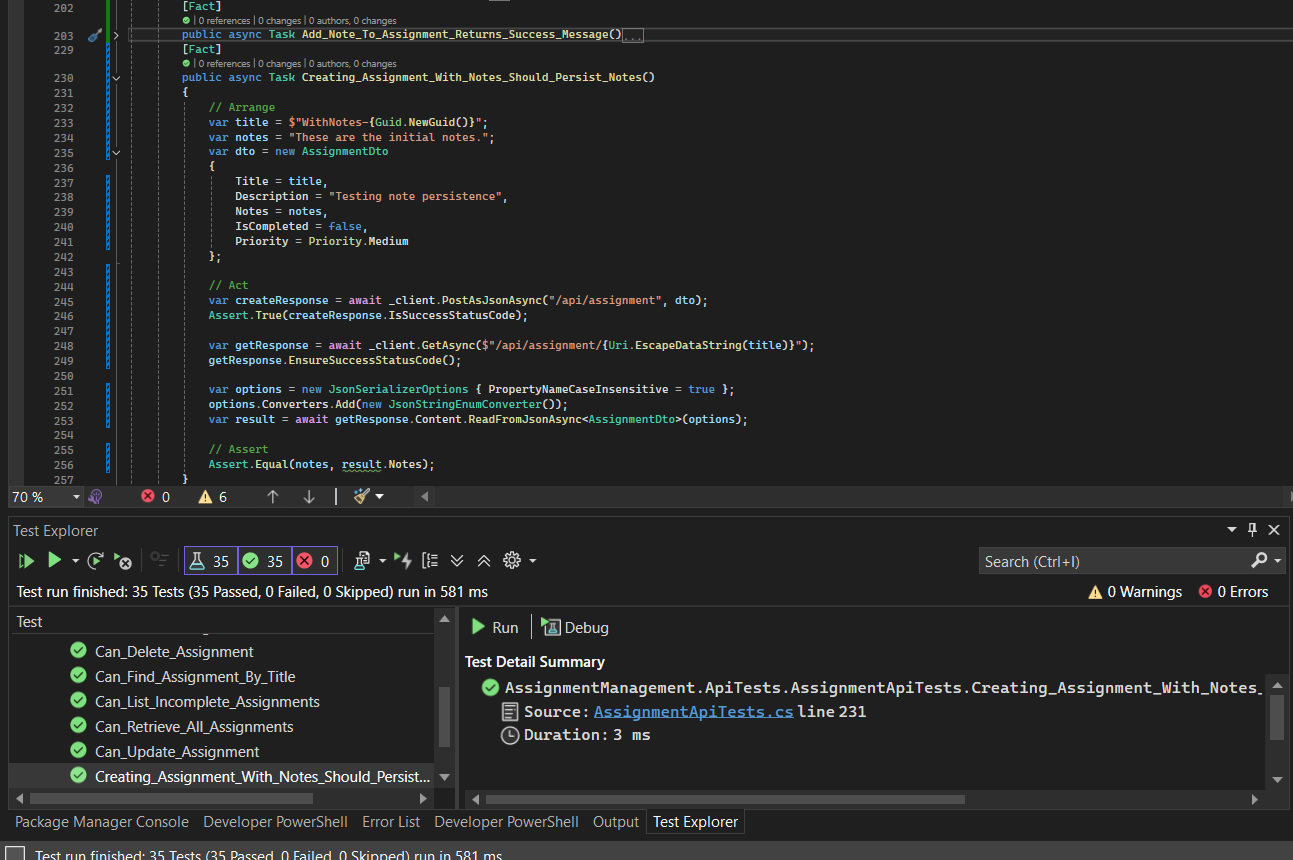 202 [Fact]
| 0 references | 0 changes | 0 authors, 0 changes
203 public async Task Add_Note_To_Assignment_Returns_Success_Message()...
229 [Fact]
| 0 references | 0 changes | 0 authors, 0 changes
230 public async Task Creating_Assignment_With_Notes_Should_Persist_Notes()
231 {
232 // Arrange
233 var title = $"WithNotes-{Guid.NewGuid()}";
234 var notes = "These are the initial notes.";
235 var dto = new AssignmentDto
236 {
237 Title = title,
238 Description = "Testing note persistence",
239 Notes = notes,
240 IsCompleted = false,
241 Priority = Priority.Medium
242 };
243
244 // Act
245 var createResponse = await _client.PostAsJsonAsync("/api/assignment", dto);
246 Assert.True(createResponse.IsSuccessStatusCode);
247
248 var getResponse = await _client.GetAsync($"/api/assignment/{Uri.EscapeDataString(title)}");
249 getResponse.EnsureSuccessStatusCode();
250
251 var options = new JsonSerializerOptions { PropertyNameCaseInsensitive = true };
252 options.Converters.Add(new JsonStringEnumConverter());
253 var result = await getResponse.Content.ReadFromJsonAsync<AssignmentDto>(options);
254
255 // Assert
256 Assert.Equal(notes, result.Notes);
257 }
70 % 0 6
Test Explorer
35 35 0 Search (Ctrl+I)
Test run finished: 35 Tests (35 Passed, 0 Failed, 0 Skipped) run in 581 ms 0 Warnings 0 Errors
Test
Can_Delete_Assignment
Can_Find_Assignment_By_Title
Can_List_Incomplete_Assignments
Can_Retrieve_All_Assignments
Can_Update_Assignment
Creating_Assignment_With_Notes_Should_Persist...
Run Debug
Test Detail Summary
AssignmentManagement.ApiTests.AssignmentApiTests.Creating_Assignment_With_Notes_
Source: AssignmentApiTests.cs line 231
Duration: 3 ms
Package Manager Console Developer PowerShell Error List Developer PowerShell Output Test Explorer
Test run finished: 35 Tests (35 Passed, 0 Failed, 0 Skipped) run in 581 ms